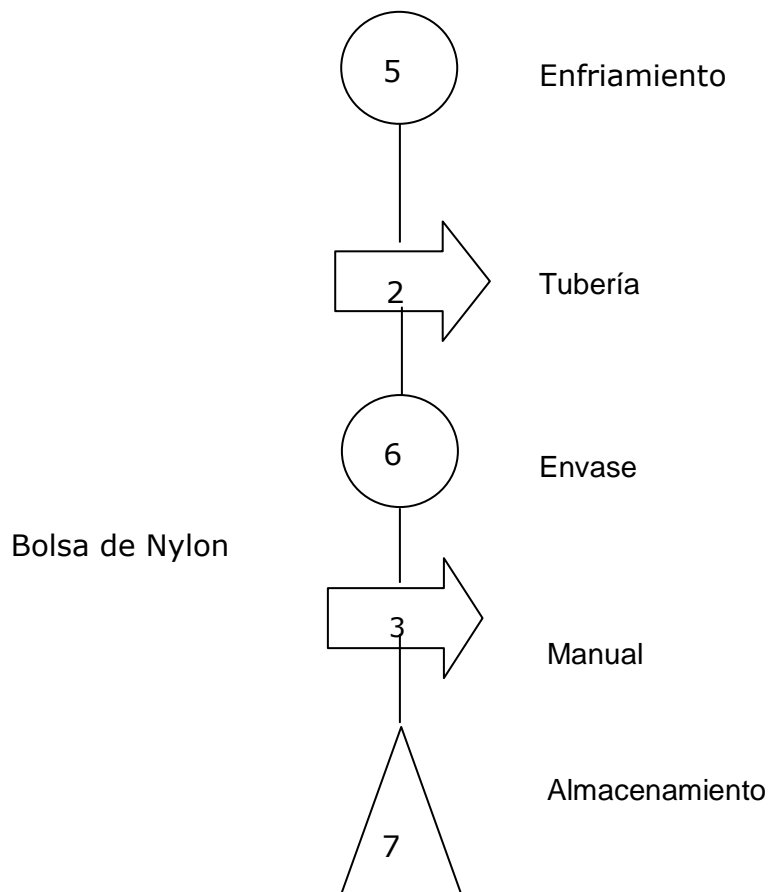 5
Enfriamiento
2
Tubería
6
Envase
Bolsa de Nylon
3
Manual
Almacenamiento
7